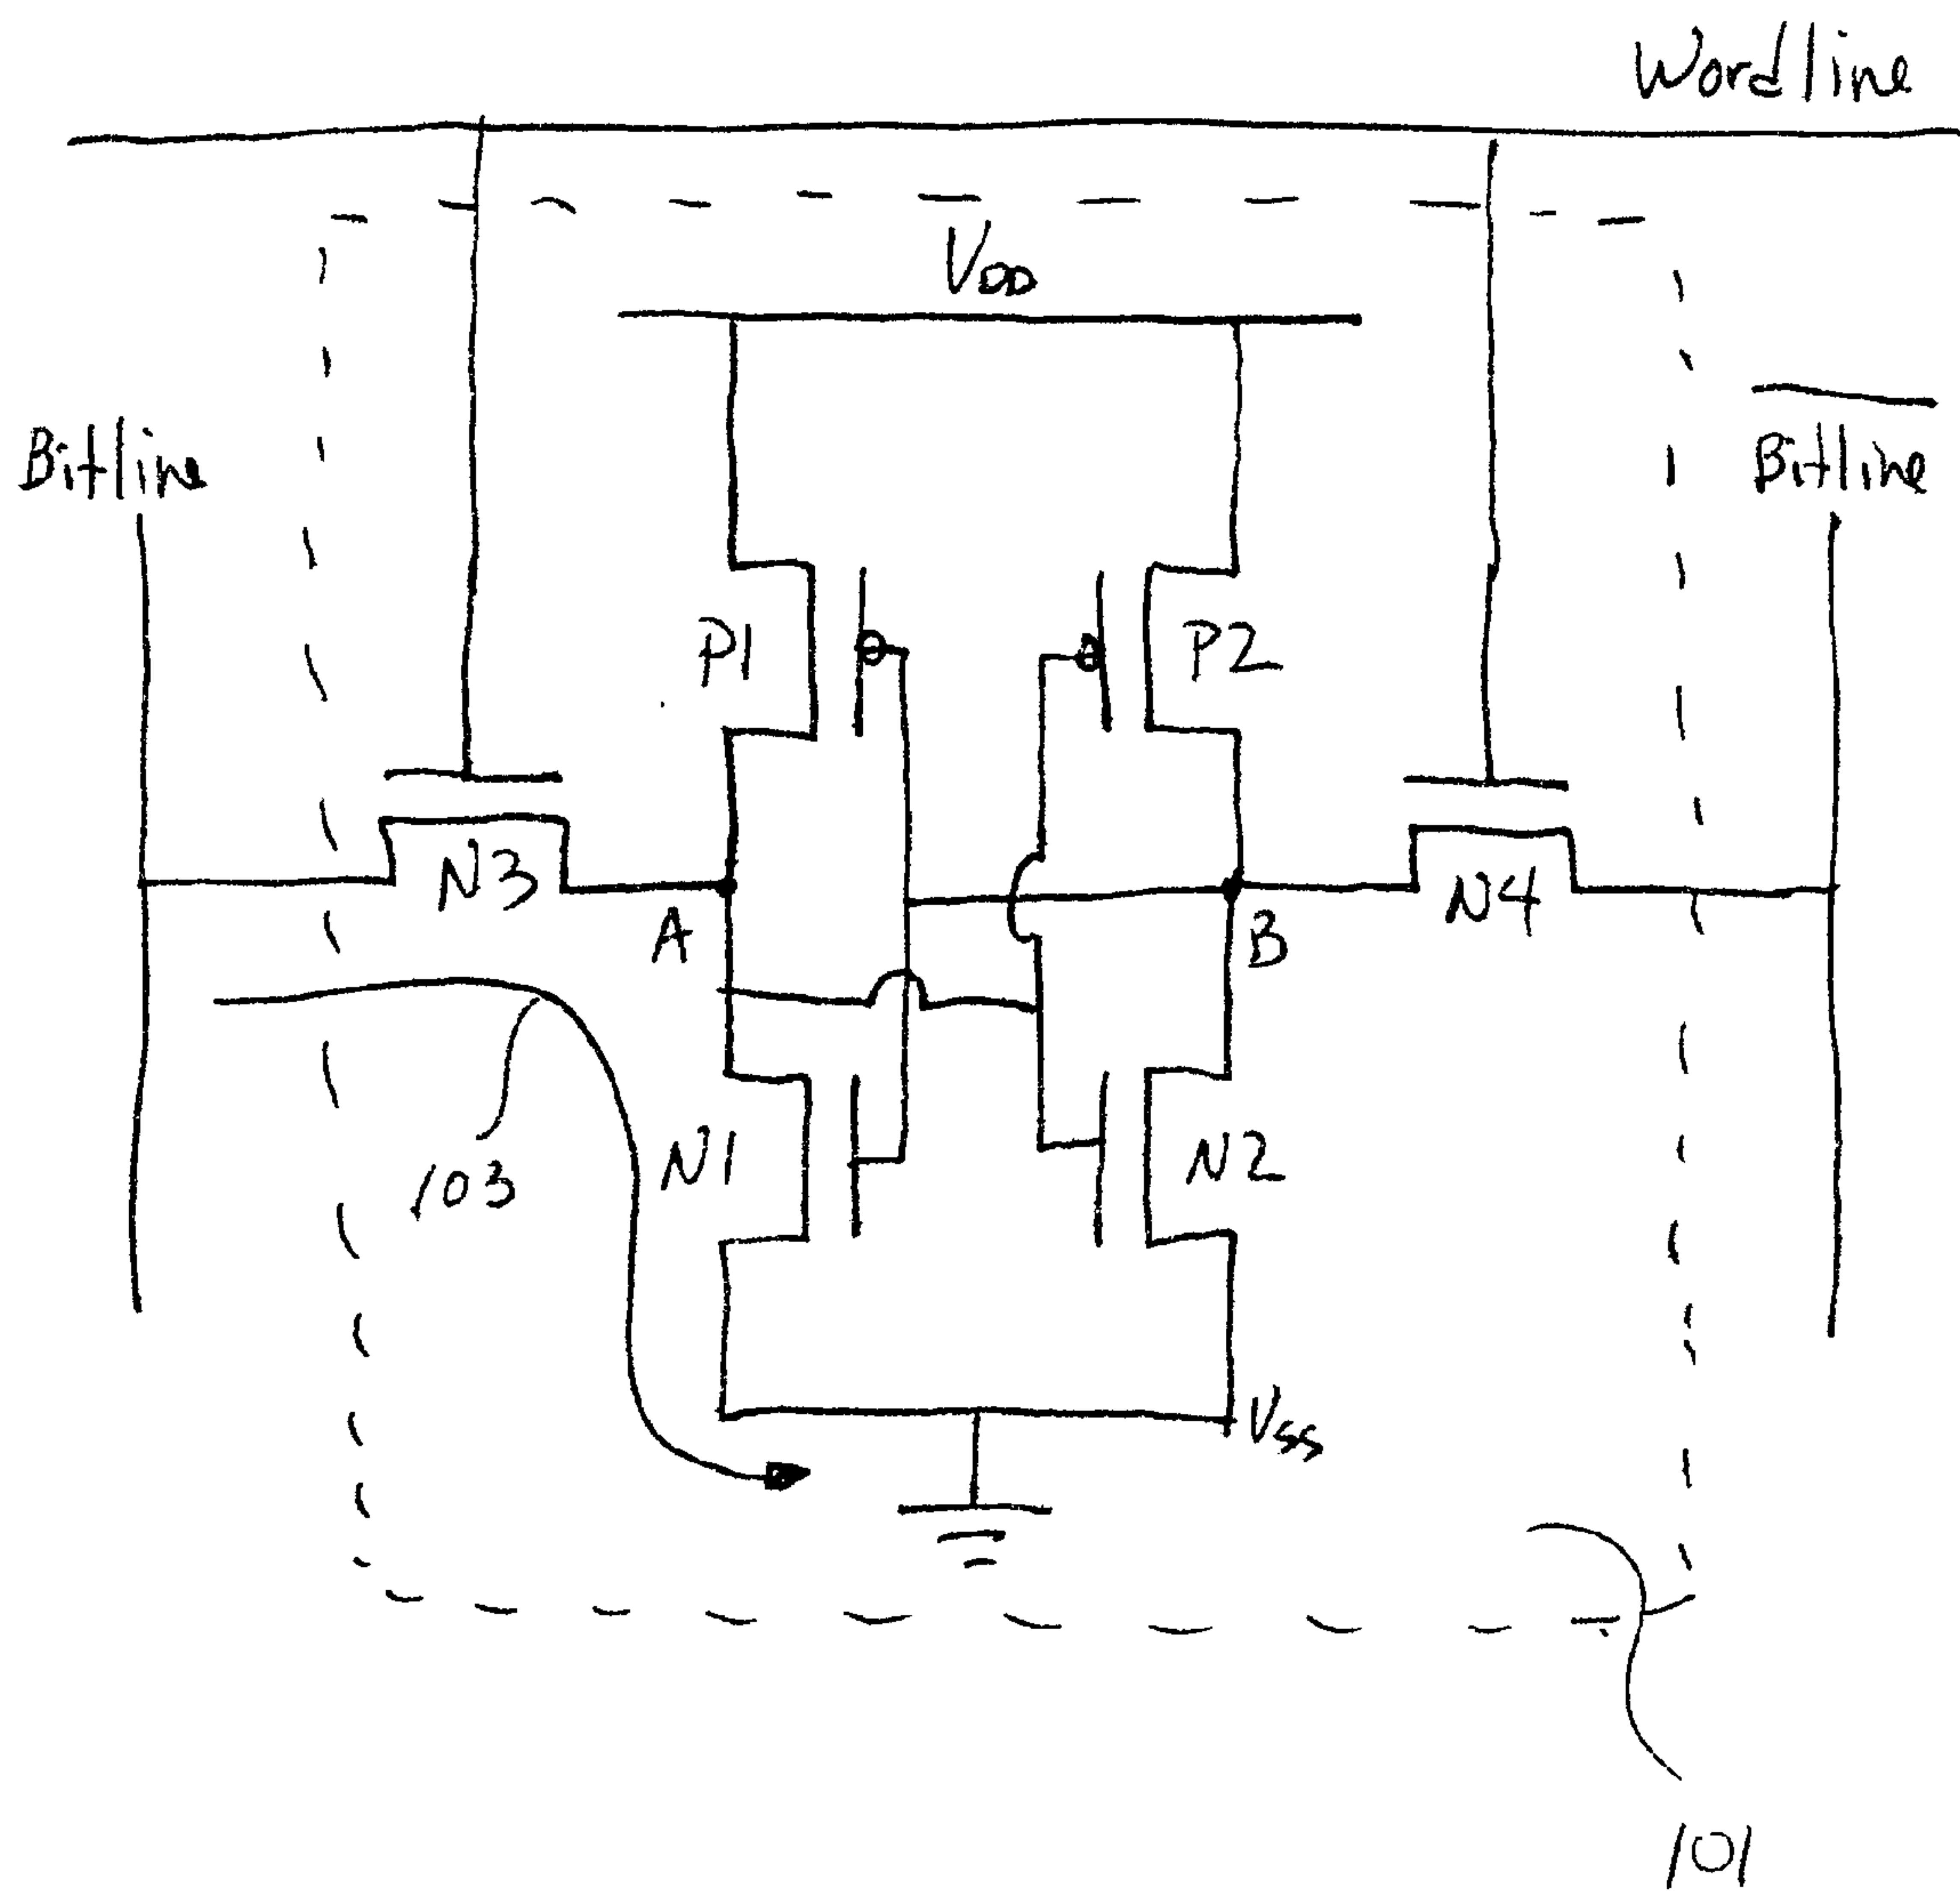 Wordline
VDD
Bitline
Bitline
P1
P2
N3
N4
A
B
103
N1
N2
Vss
101